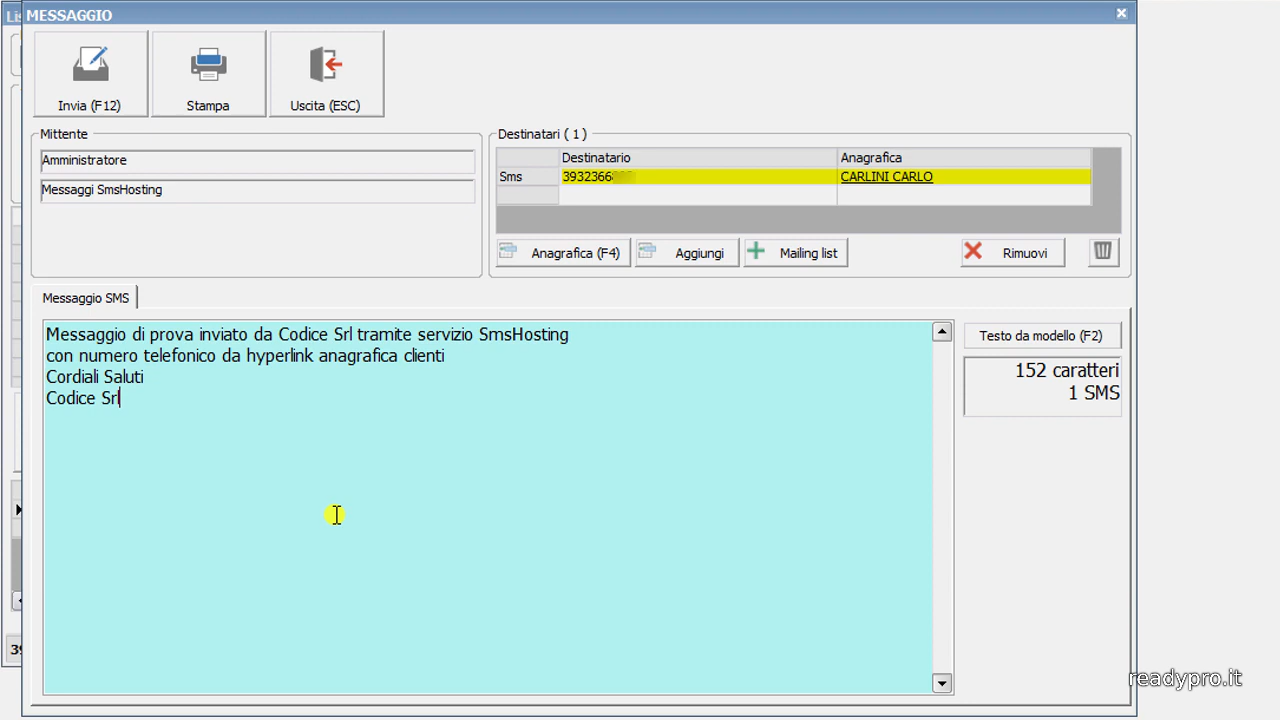 Lis
MESSAGGIO
Invia (F12)
Stampa
Uscita (ESC)
Mittente
Amministratore
Messaggi SmsHosting
Destinatari ( 1 )
Destinatario Anagrafica
Sms 3932366 CARLINI CARLO
Anagrafica (F4) Aggiungi Mailing list Rimuovi
Messaggio SMS
Messaggio di prova inviato da Codice Srl tramite servizio SmsHosting
con numero telefonico da hyperlink anagrafica clienti
Cordiali Saluti
Codice Srl
Testo da modello (F2)
152 caratteri
1 SMS
39
readypro.it